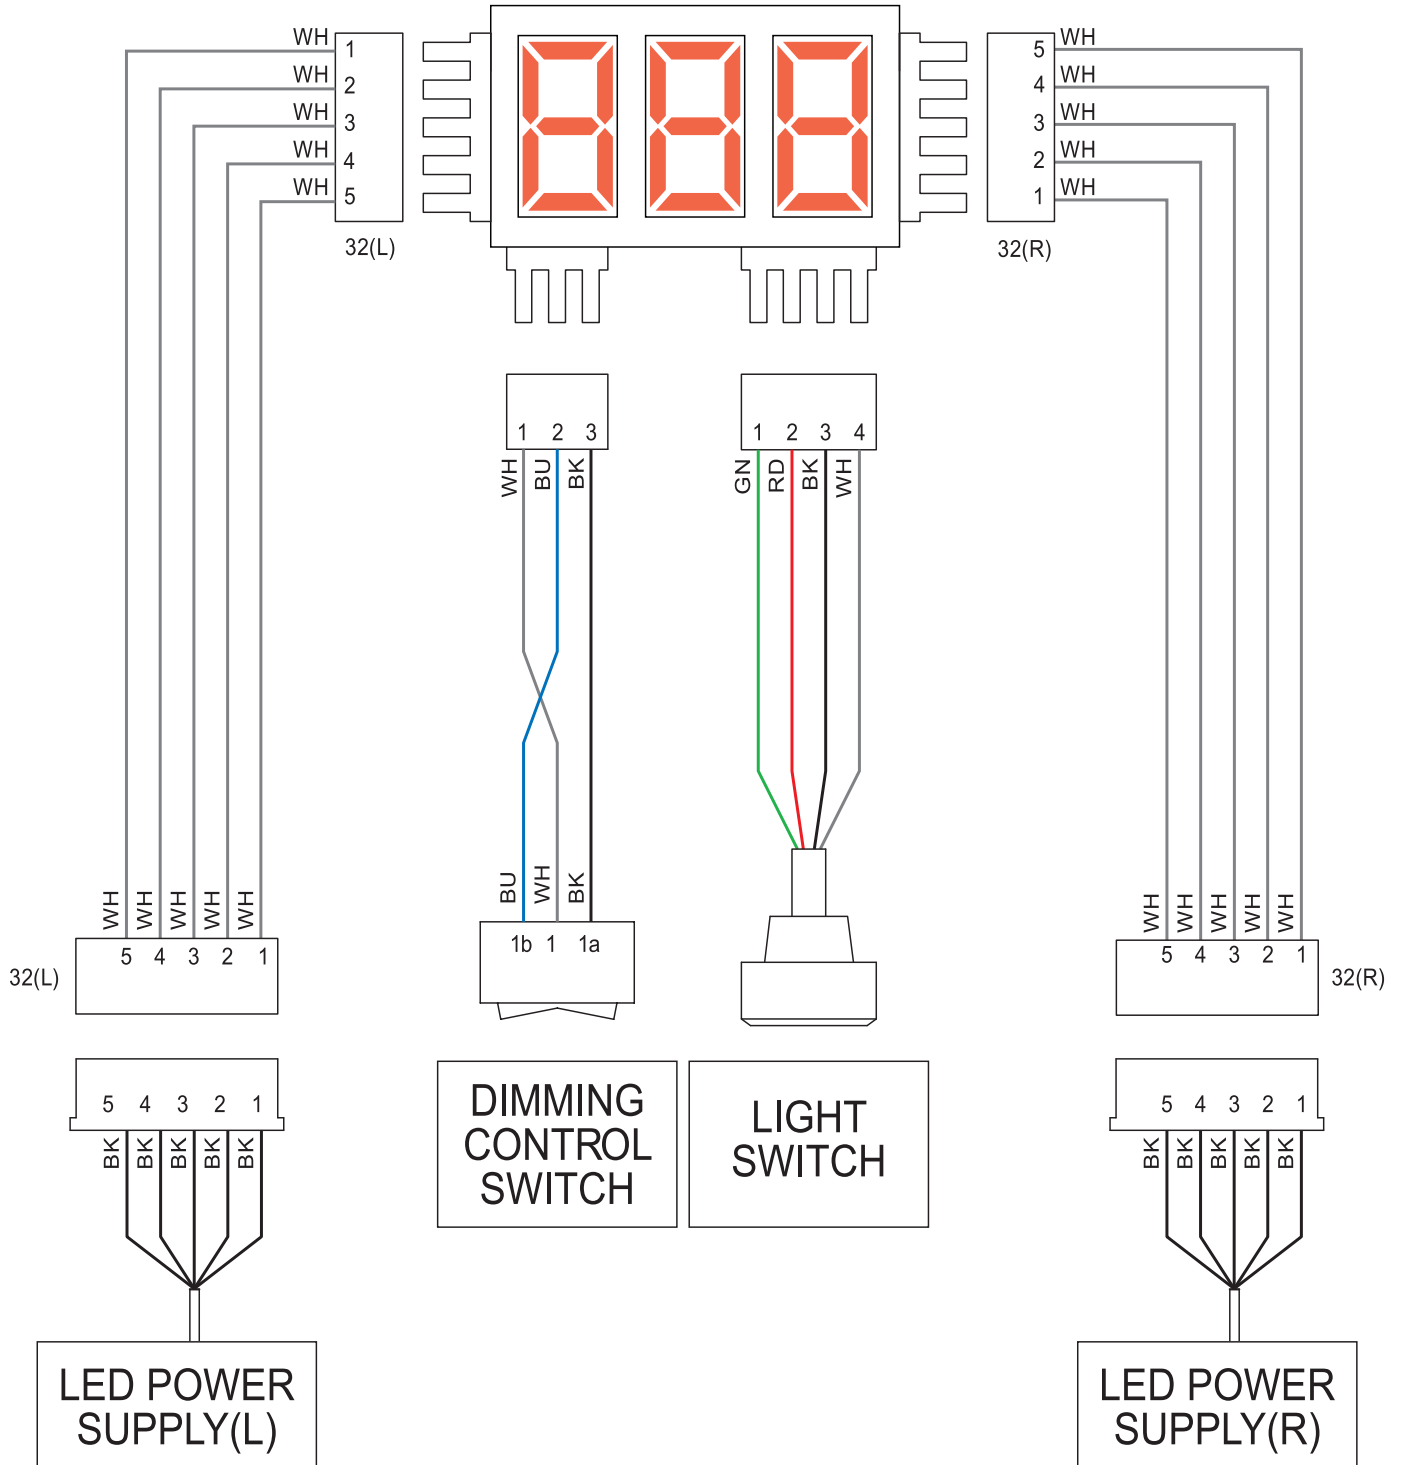 WH 1
WH 2
WH 3
WH 4
WH 5
32(L)
5 WH
4 WH
3 WH
2 WH
1 WH
32(R)
1 2 3
WH BU BK
1 2 3 4
GN RD BK WH
WH WH WH WH WH
5 4 3 2 1
32(L)
BU WH BK
1b 1 1a
WH WH WH WH WH
5 4 3 2 1
32(R)
5 4 3 2 1
BK BK BK BK BK
DIMMING
CONTROL
SWITCH
LIGHT
SWITCH
5 4 3 2 1
BK BK BK BK BK
LED POWER
SUPPLY(L)
LED POWER
SUPPLY(R)